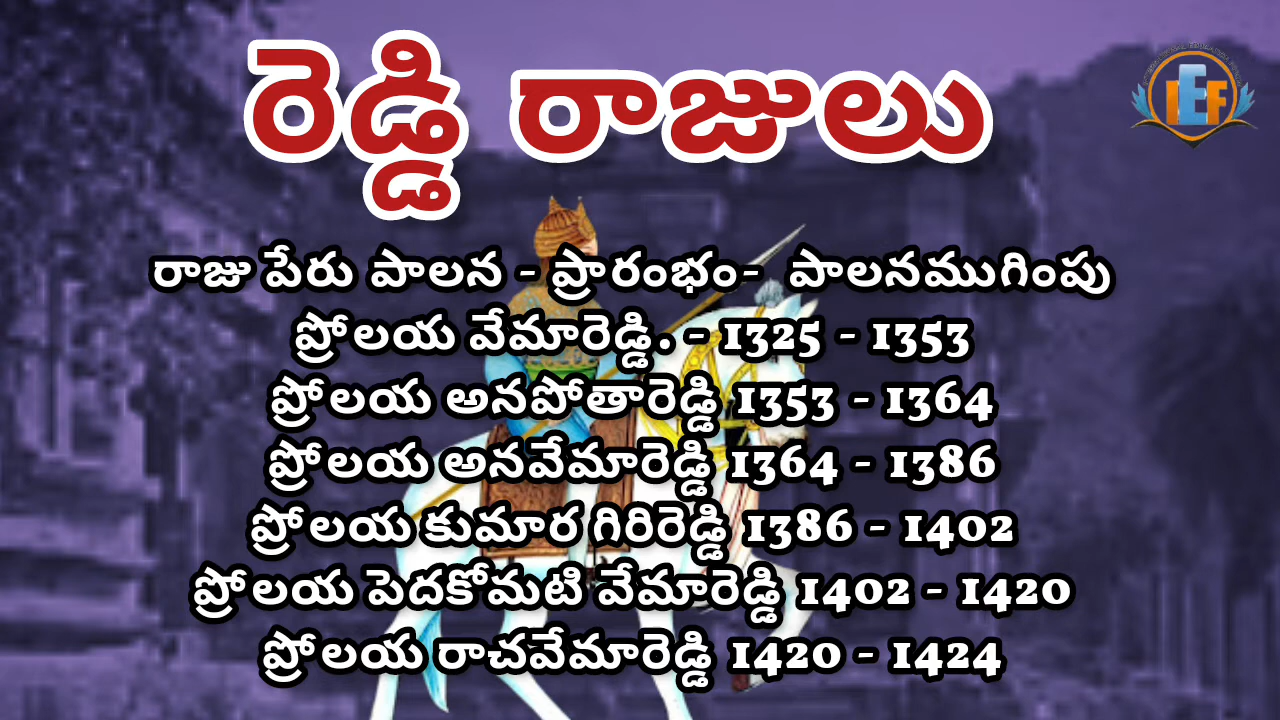 రెడ్డి రాజులు
IEF
రాజు పేరు పాలన - ప్రారంభం- పాలనముగింపు
ప్రోలయ వేమారెడ్డి. - 1325 - 1353
ప్రోలయ అనపోతారెడ్డి 1353 - 1364
ప్రోలయ అనవేమారెడ్డి 1364 - 1386
ప్రోలయ కుమార గిరిరెడ్డి 1386 - 1402
ప్రోలయ పెదకోమటి వేమారెడ్డి 1402 - 1420
ప్రోలయ రాచవేమారెడ్డి 1420 - 1424